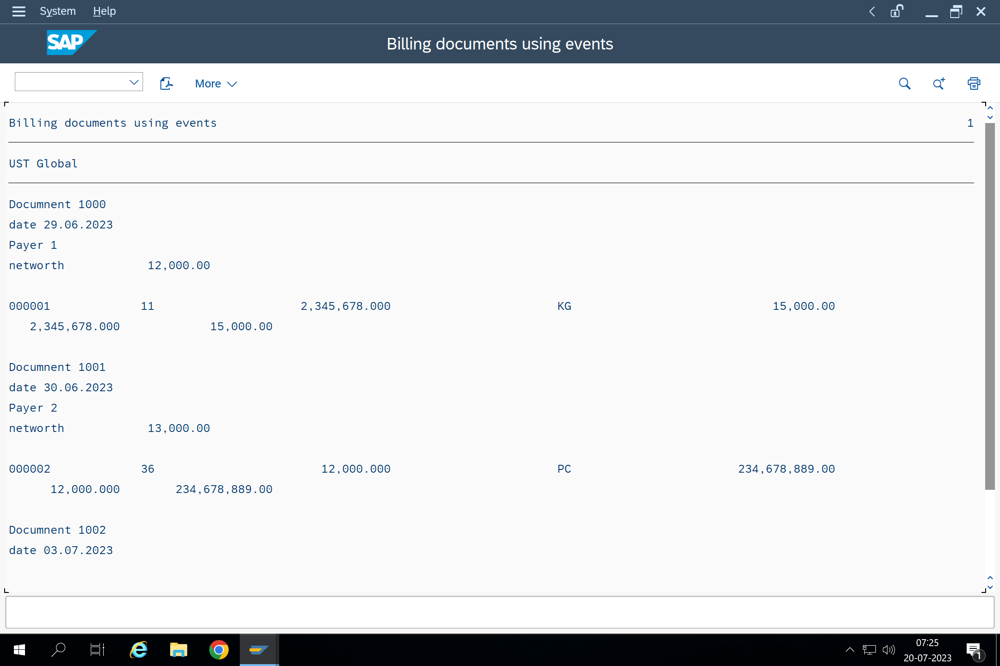 System Help
SAP
Billing documents using events
More
Billing documents using events 1
UST Global
Documnent 1000
date 29.06.2023
Payer 1
networth 12,000.00
000001 11 2,345,678.000 KG 15,000.00
2,345,678.000 15,000.00
Documnent 1001
date 30.06.2023
Payer 2
networth 13,000.00
000002 36 12,000.000 PC 234,678,889.00
12,000.000 234,678,889.00
Documnent 1002
date 03.07.2023
07:25
20-07-2023
1